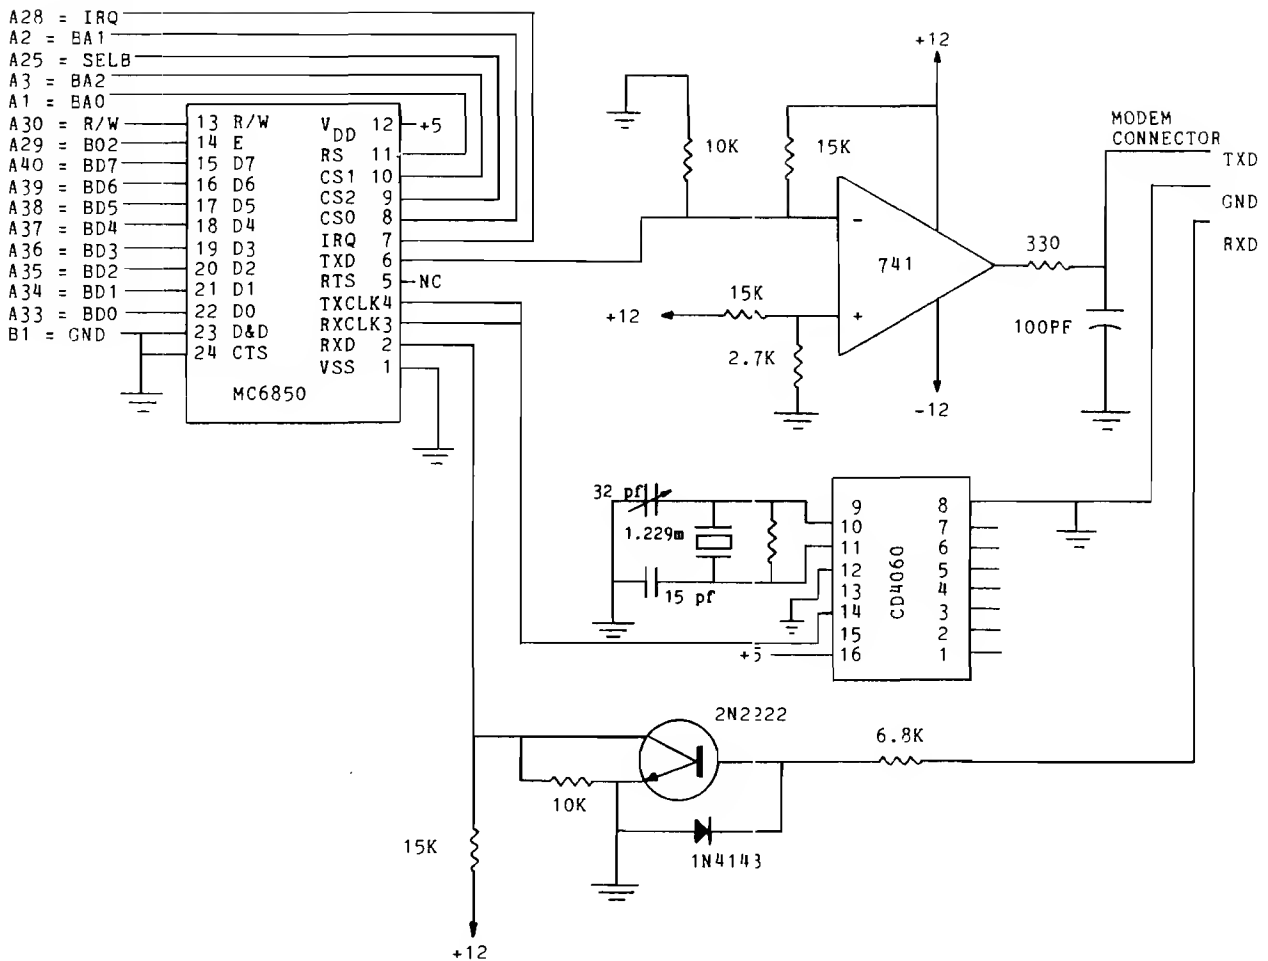 A28 = IRQ
A2 = BA1
A25 = SELB
A3 = BA2
A1 = BA0
A30 = R/W
A29 = BO2
A40 = BD7
A39 = BD6
A38 = BD5
A37 = BD4
A36 = BD3
A35 = BD2
A34 = BD1
A33 = BD0
B1 = GND
13 R/W
14 E
15 D7
16 D6
17 D5
18 D4
19 D3
20 D2
21 D1
22 D0
23 D&D
24 CTS
VDD 12
RS 11
CS1 10
CS2 9
CS0 8
IRQ 7
TXD 6
RTS 5
TXCLK4
RXCLK3
RXD 2
VSS 1
MC6850
+5
NC
+12
10K
15K
-
741
+
+12
15K
2.7K
-12
330
100PF
MODEM
CONNECTOR
TXD
GND
RXD
32 pf
1.229m
15 pf
+5
9
10
11
12
13
14
15
16
CD4060
8
7
6
5
4
3
2
1
2N2222
6.8K
10K
1N4143
15K
+12